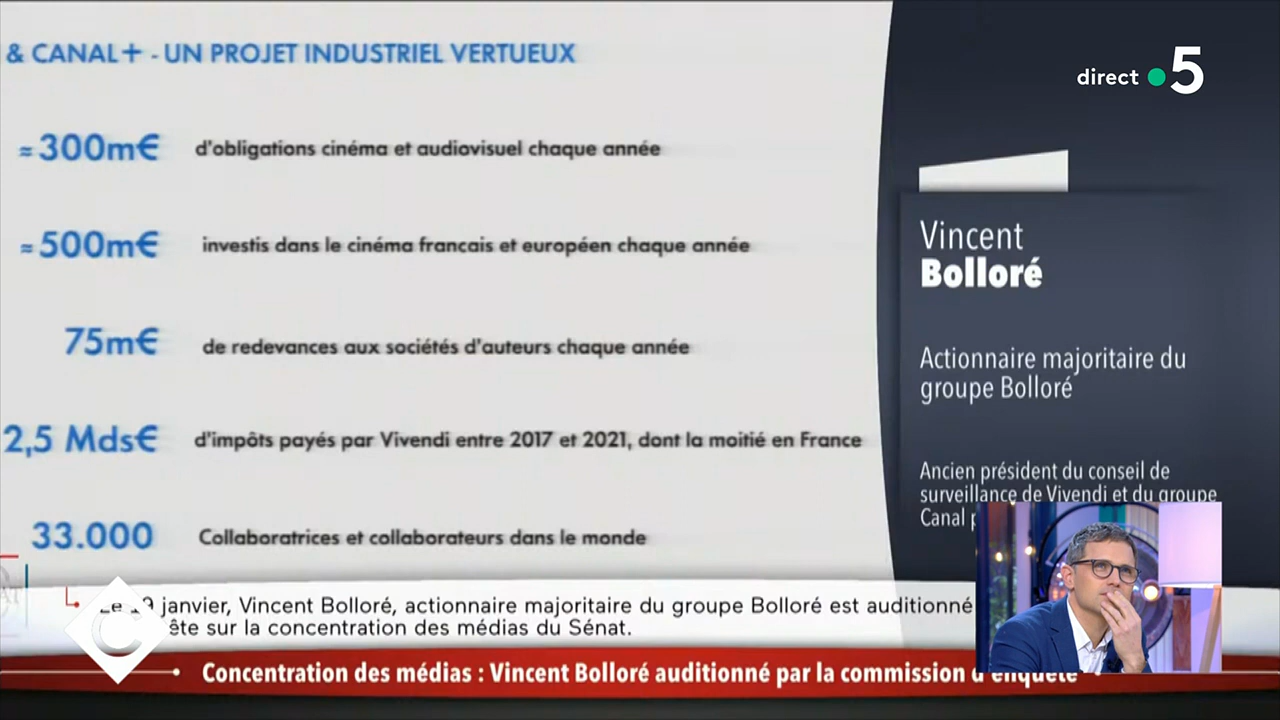 & CANAL+ - UN PROJET INDUSTRIEL VERTUEUX
≈300m€ d'obligations cinéma et audiovisuel chaque année
≈500m€ investis dans le cinéma français et européen chaque année
75m€ de redevances aux sociétés d'auteurs chaque année
2,5 Mds€ d'impôts payés par Vivendi entre 2017 et 2021, dont la moitié en France
33.000 Collaboratrices et collaborateurs dans le monde
direct 5
Vincent
Bolloré
Actionnaire majoritaire du
groupe Bolloré
Ancien président du conseil de
surveillance de Vivendi et du groupe
Canal
Le 19 janvier, Vincent Bolloré, actionnaire majoritaire du groupe Bolloré est auditionné
ête sur la concentration des médias du Sénat.
C
Concentration des médias : Vincent Bolloré auditionné par la commission d'enquête